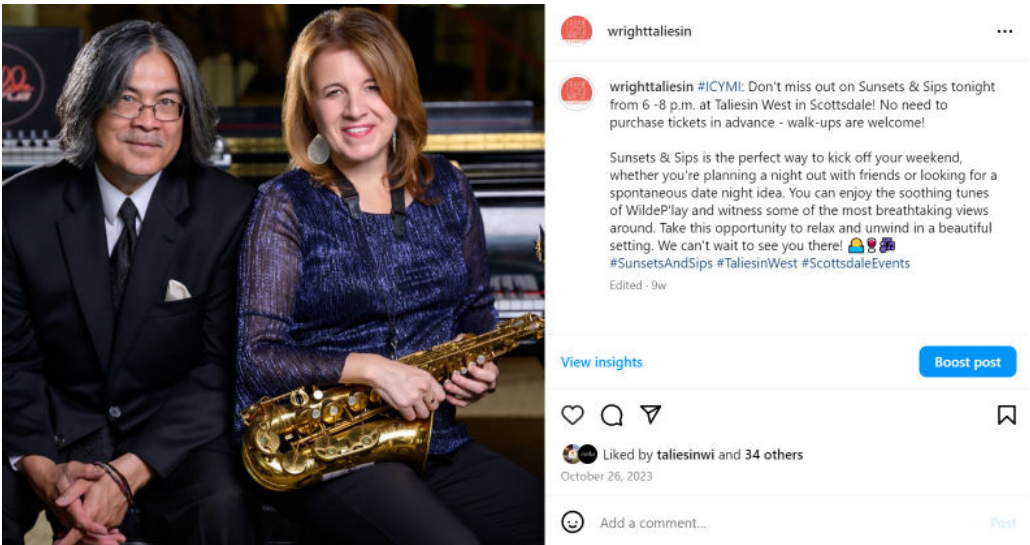 wrighttaliesin
wrighttaliesin #ICYMI: Don't miss out on Sunsets & Sips tonight
from 6 -8 p.m. at Taliesin West in Scottsdale! No need to
purchase tickets in advance - walk-ups are welcome!
Sunsets & Sips is the perfect way to kick off your weekend,
whether you're planning a night out with friends or looking for a
spontaneous date night idea. You can enjoy the soothing tunes
of WildeP'lay and witness some of the most breathtaking views
around. Take this opportunity to relax and unwind in a beautiful
setting. We can't wait to see you there! 🌅🍷📸
#SunsetsAndSips #TaliesinWest #ScottsdaleEvents
Edited · 9w
View insights
Boost post
Liked by taliesinwi and 34 others
October 26, 2023
Add a comment...
Post